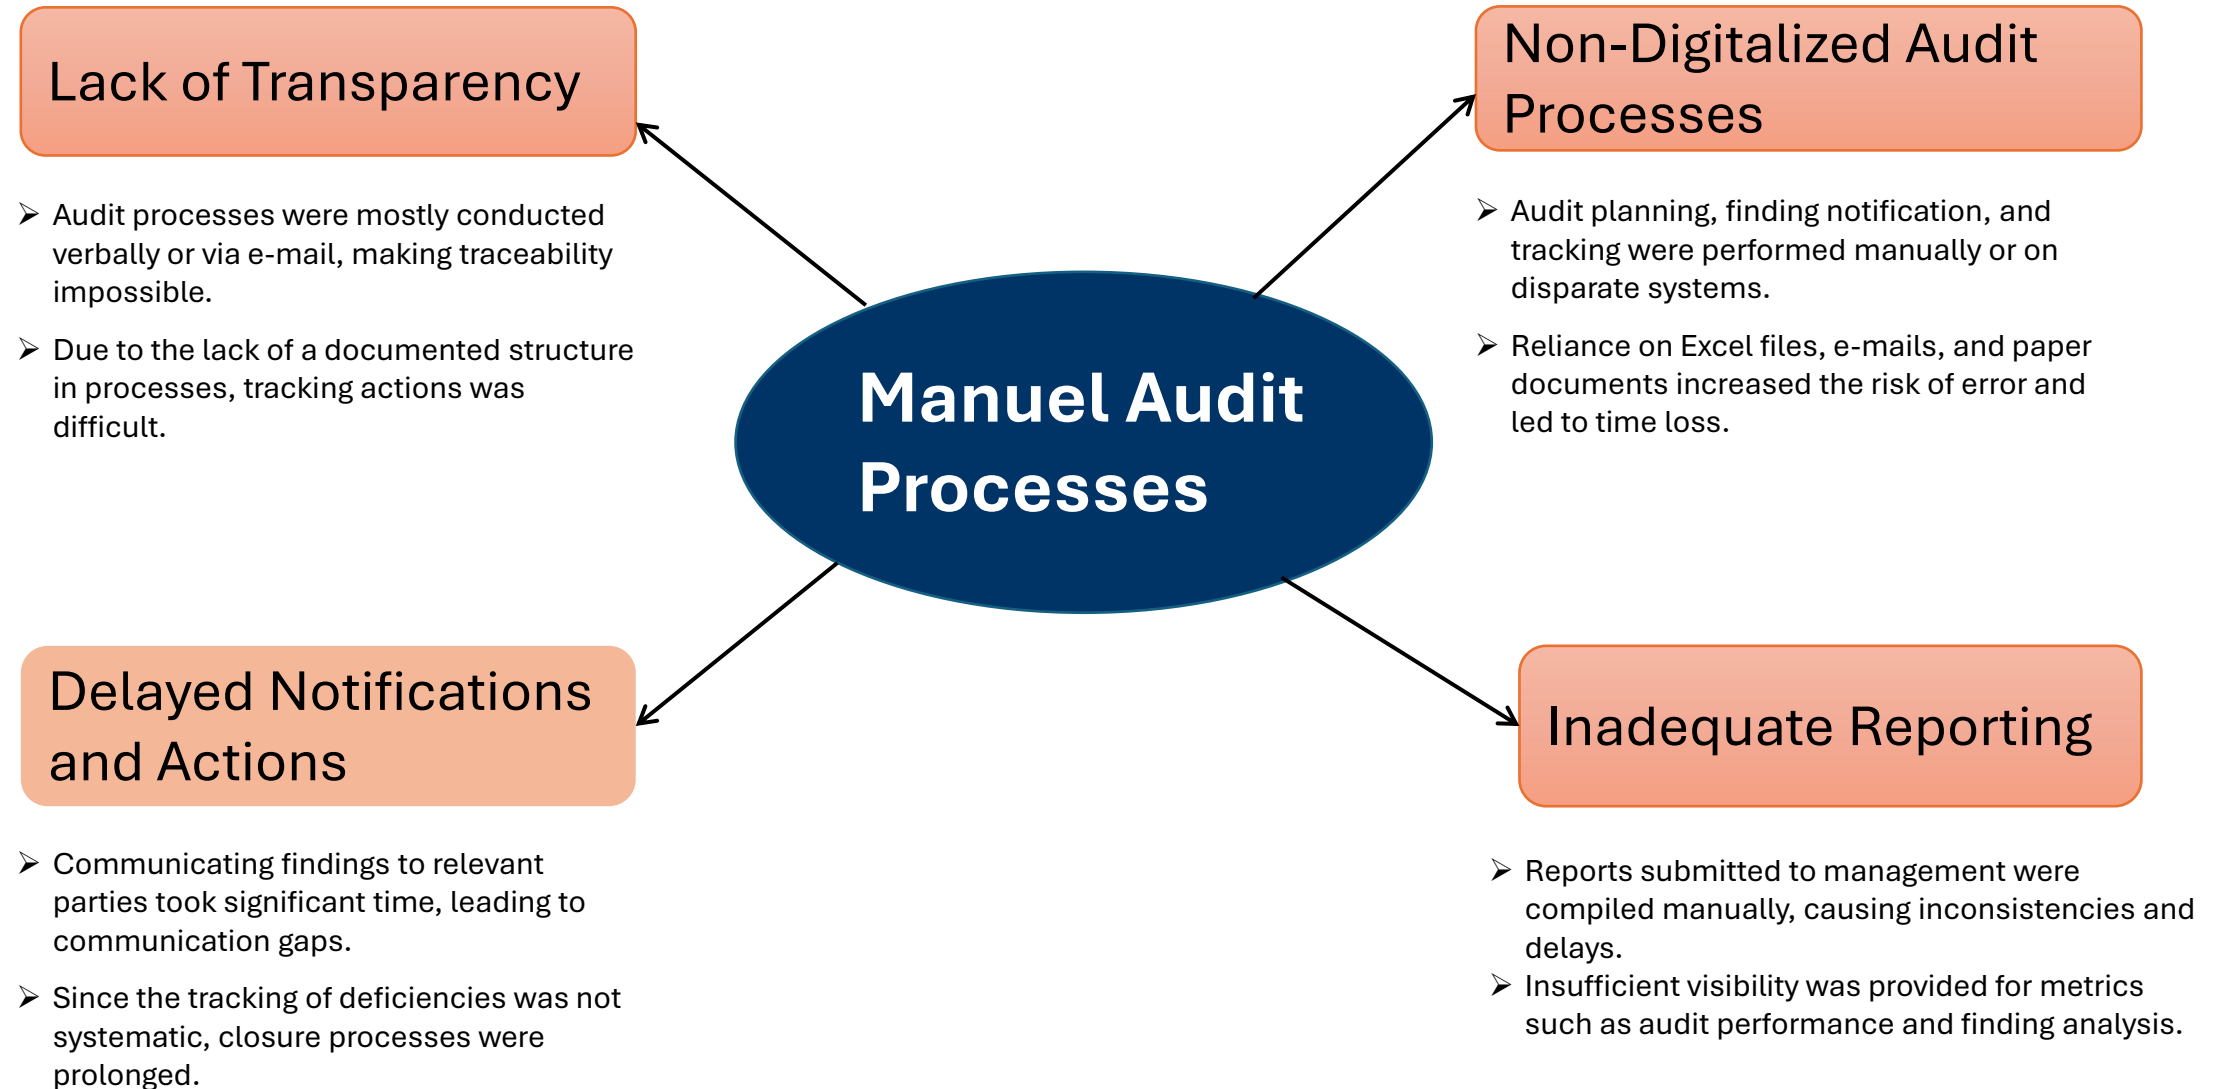 Lack of Transparency
➢ Audit processes were mostly conducted
verbally or via e-mail, making traceability
impossible.
➢ Due to the lack of a documented structure
in processes, tracking actions was
difficult.
Non-Digitalized Audit
Processes
➢ Audit planning, finding notification, and
tracking were performed manually or on
disparate systems.
➢ Reliance on Excel files, e-mails, and paper
documents increased the risk of error and
led to time loss.
Manuel Audit
Processes
Delayed Notifications
and Actions
➢ Communicating findings to relevant
parties took significant time, leading to
communication gaps.
➢ Since the tracking of deficiencies was not
systematic, closure processes were
prolonged.
Inadequate Reporting
➢ Reports submitted to management were
compiled manually, causing inconsistencies and
delays.
➢ Insufficient visibility was provided for metrics
such as audit performance and finding analysis.